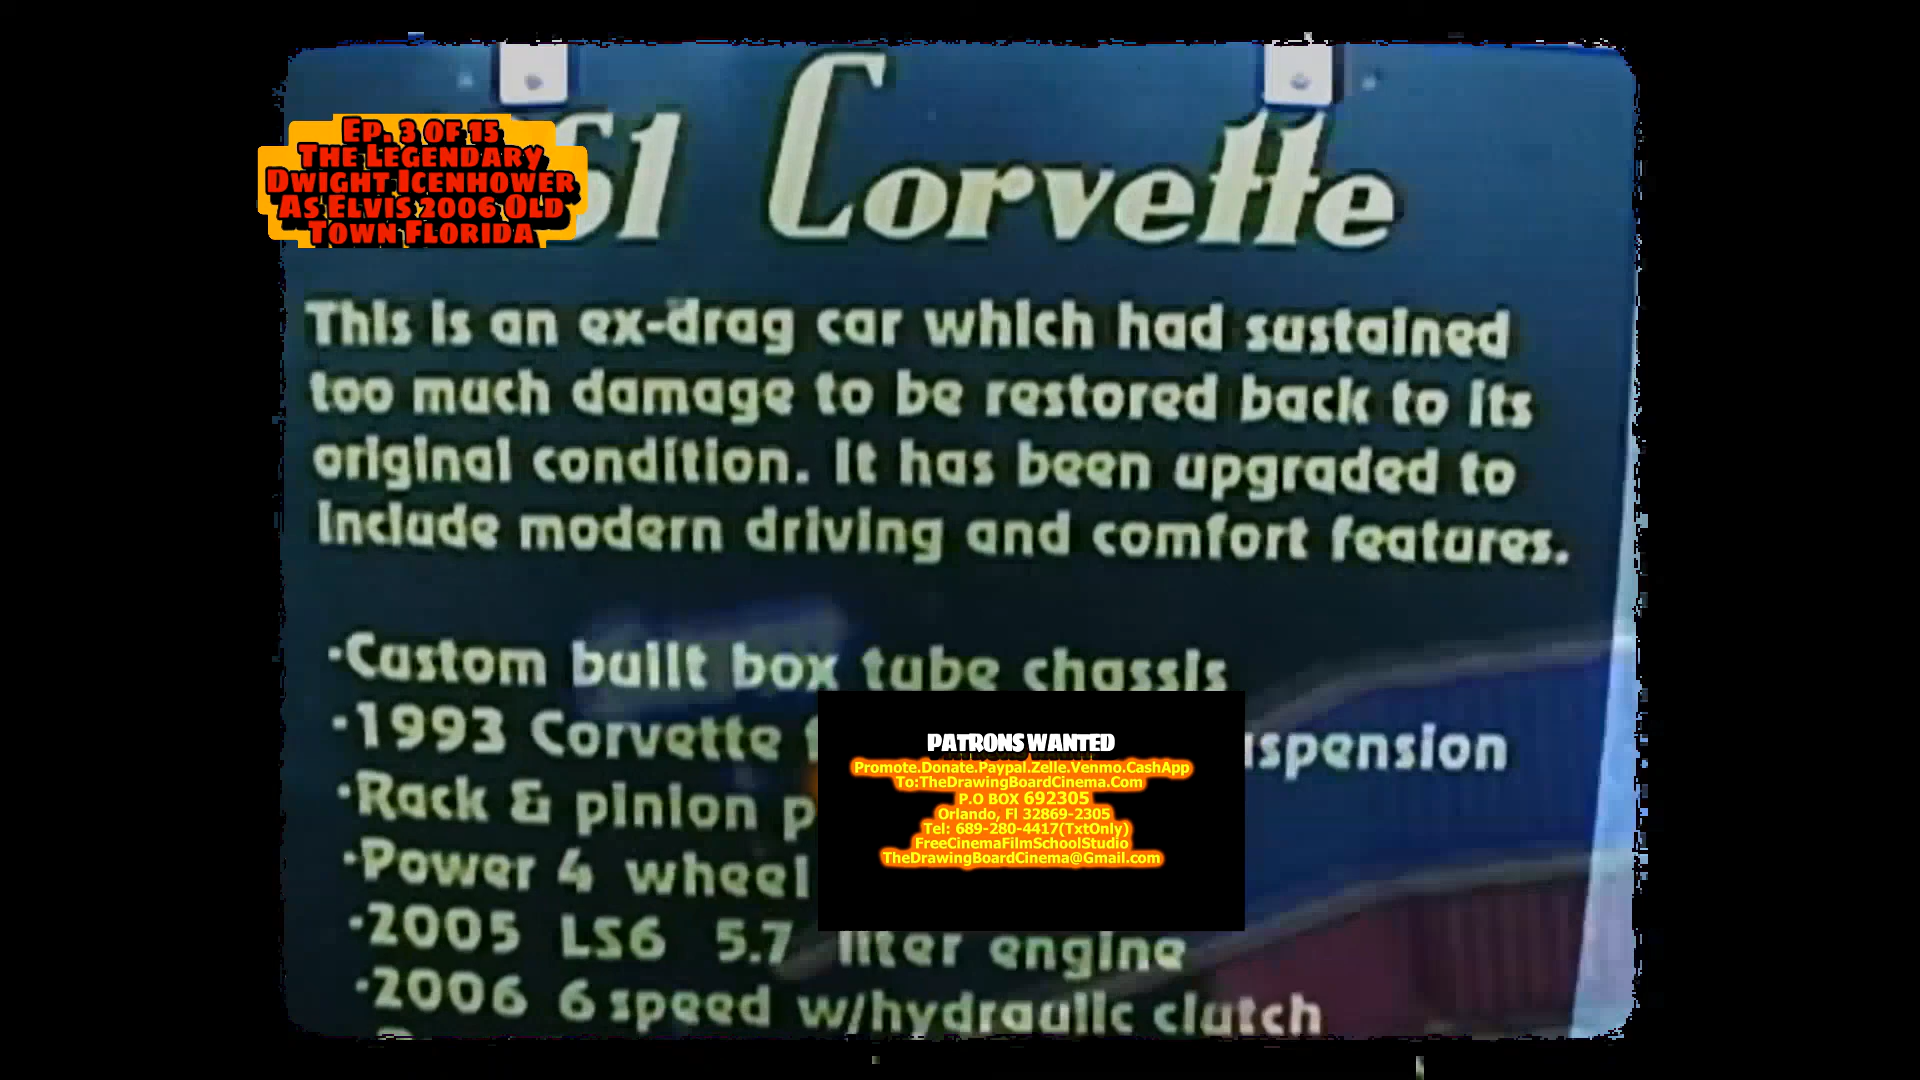 61 Corvette
Ep. 3 of 15
The Legendary
Dwight Icenhower
As Elvis 2006 Old
Town Florida
This is an ex-drag car which had sustained
too much damage to be restored back to its
original condition. It has been upgraded to
include modern driving and comfort features.
·Custom built box tube chassis
·1993 Corvette
·Rack & pinion
·Power 4 wheel
·2005 LS6 5.7 liter engine
·2006 6 speed w/hydraulic clutch
PATRONS WANTED
Promote.Donate.Paypal.Zelle.Venmo.CashApp
To:TheDrawingBoardCinema.Com
P.O BOX 692305
Orlando, Fl 32869-2305
Tel: 689-280-4417(TxtOnly)
FreeCinemaFilmSchoolStudio
TheDrawingBoardCinema@Gmail.com